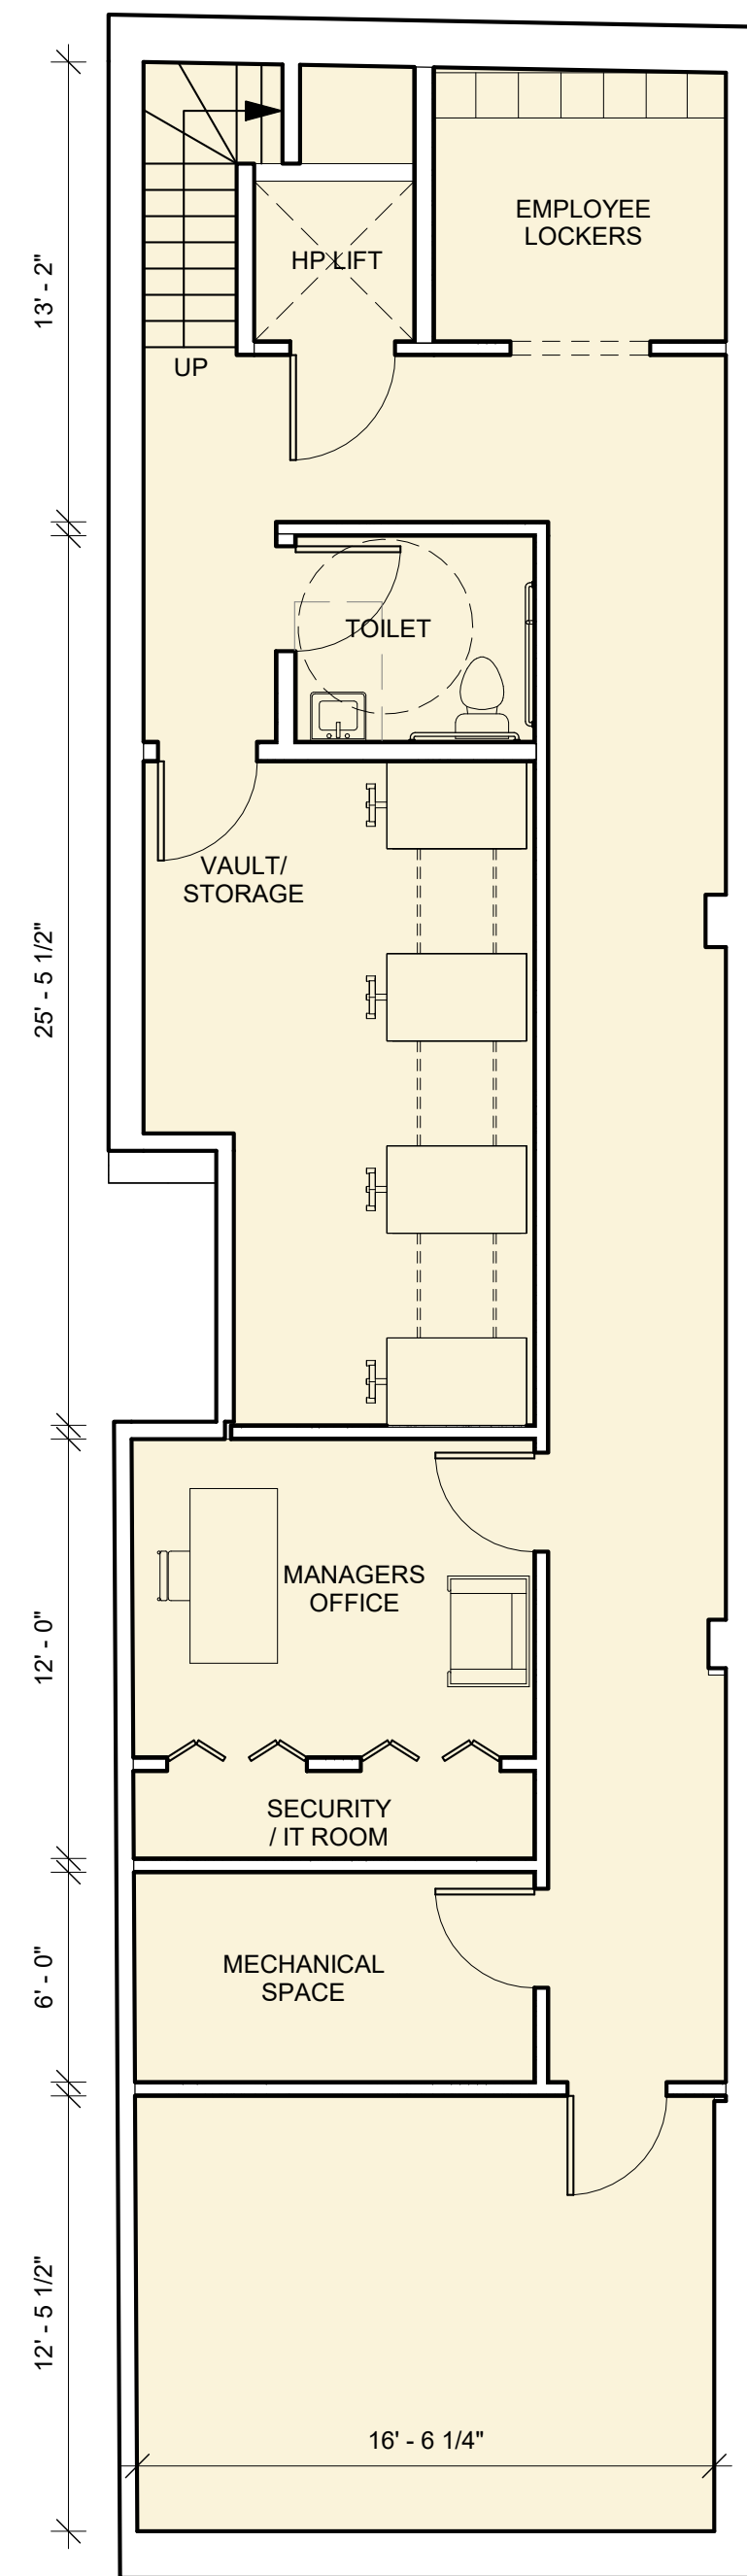 EMPLOYEE
LOCKERS
HP LIFT
13' - 2"
UP
TOILET
VAULT/
STORAGE
25' - 5 1/2"
MANAGERS
OFFICE
12' - 0"
SECURITY
/ IT ROOM
MECHANICAL
SPACE
6' - 0"
12' - 5 1/2"
16' - 6 1/4"